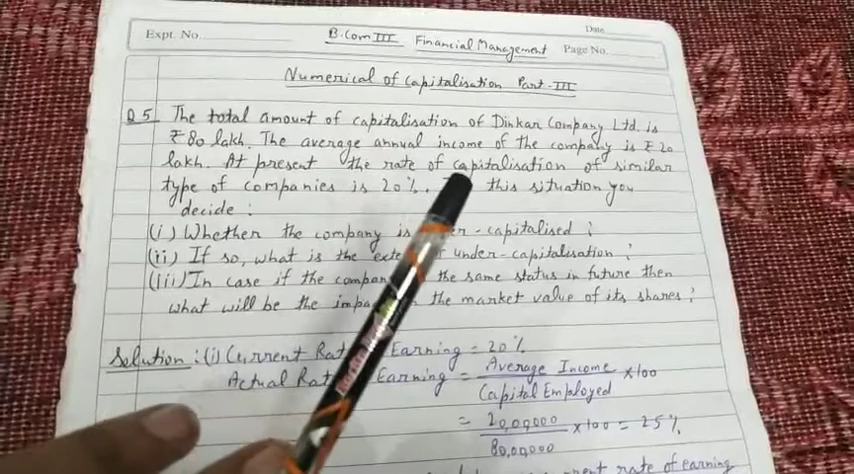 Expt. No.
Date
B.Com III Financial Management
Page No.
Numerical of Capitalisation Part-III
Q5. The total amount of capitalisation of Dinkar Company Ltd. is
₹80 lakh. The average annual income of the company is ₹20
lakh. At present the rate of capitalisation of similar
type of companies is 20%. this situation you
decide :
(i) Whether the company is -capitalised ?
(ii) If so, what is the under-capitalisation ?
(iii) In case if the the same status in future then
what will be the the market value of its shares ?
Solution : (i) Current Earning = 20%
Actual Earning = Average Income / Capital Employed x100
= 20,00,000 / 80,00,000 x 100 = 25%
rate of earning